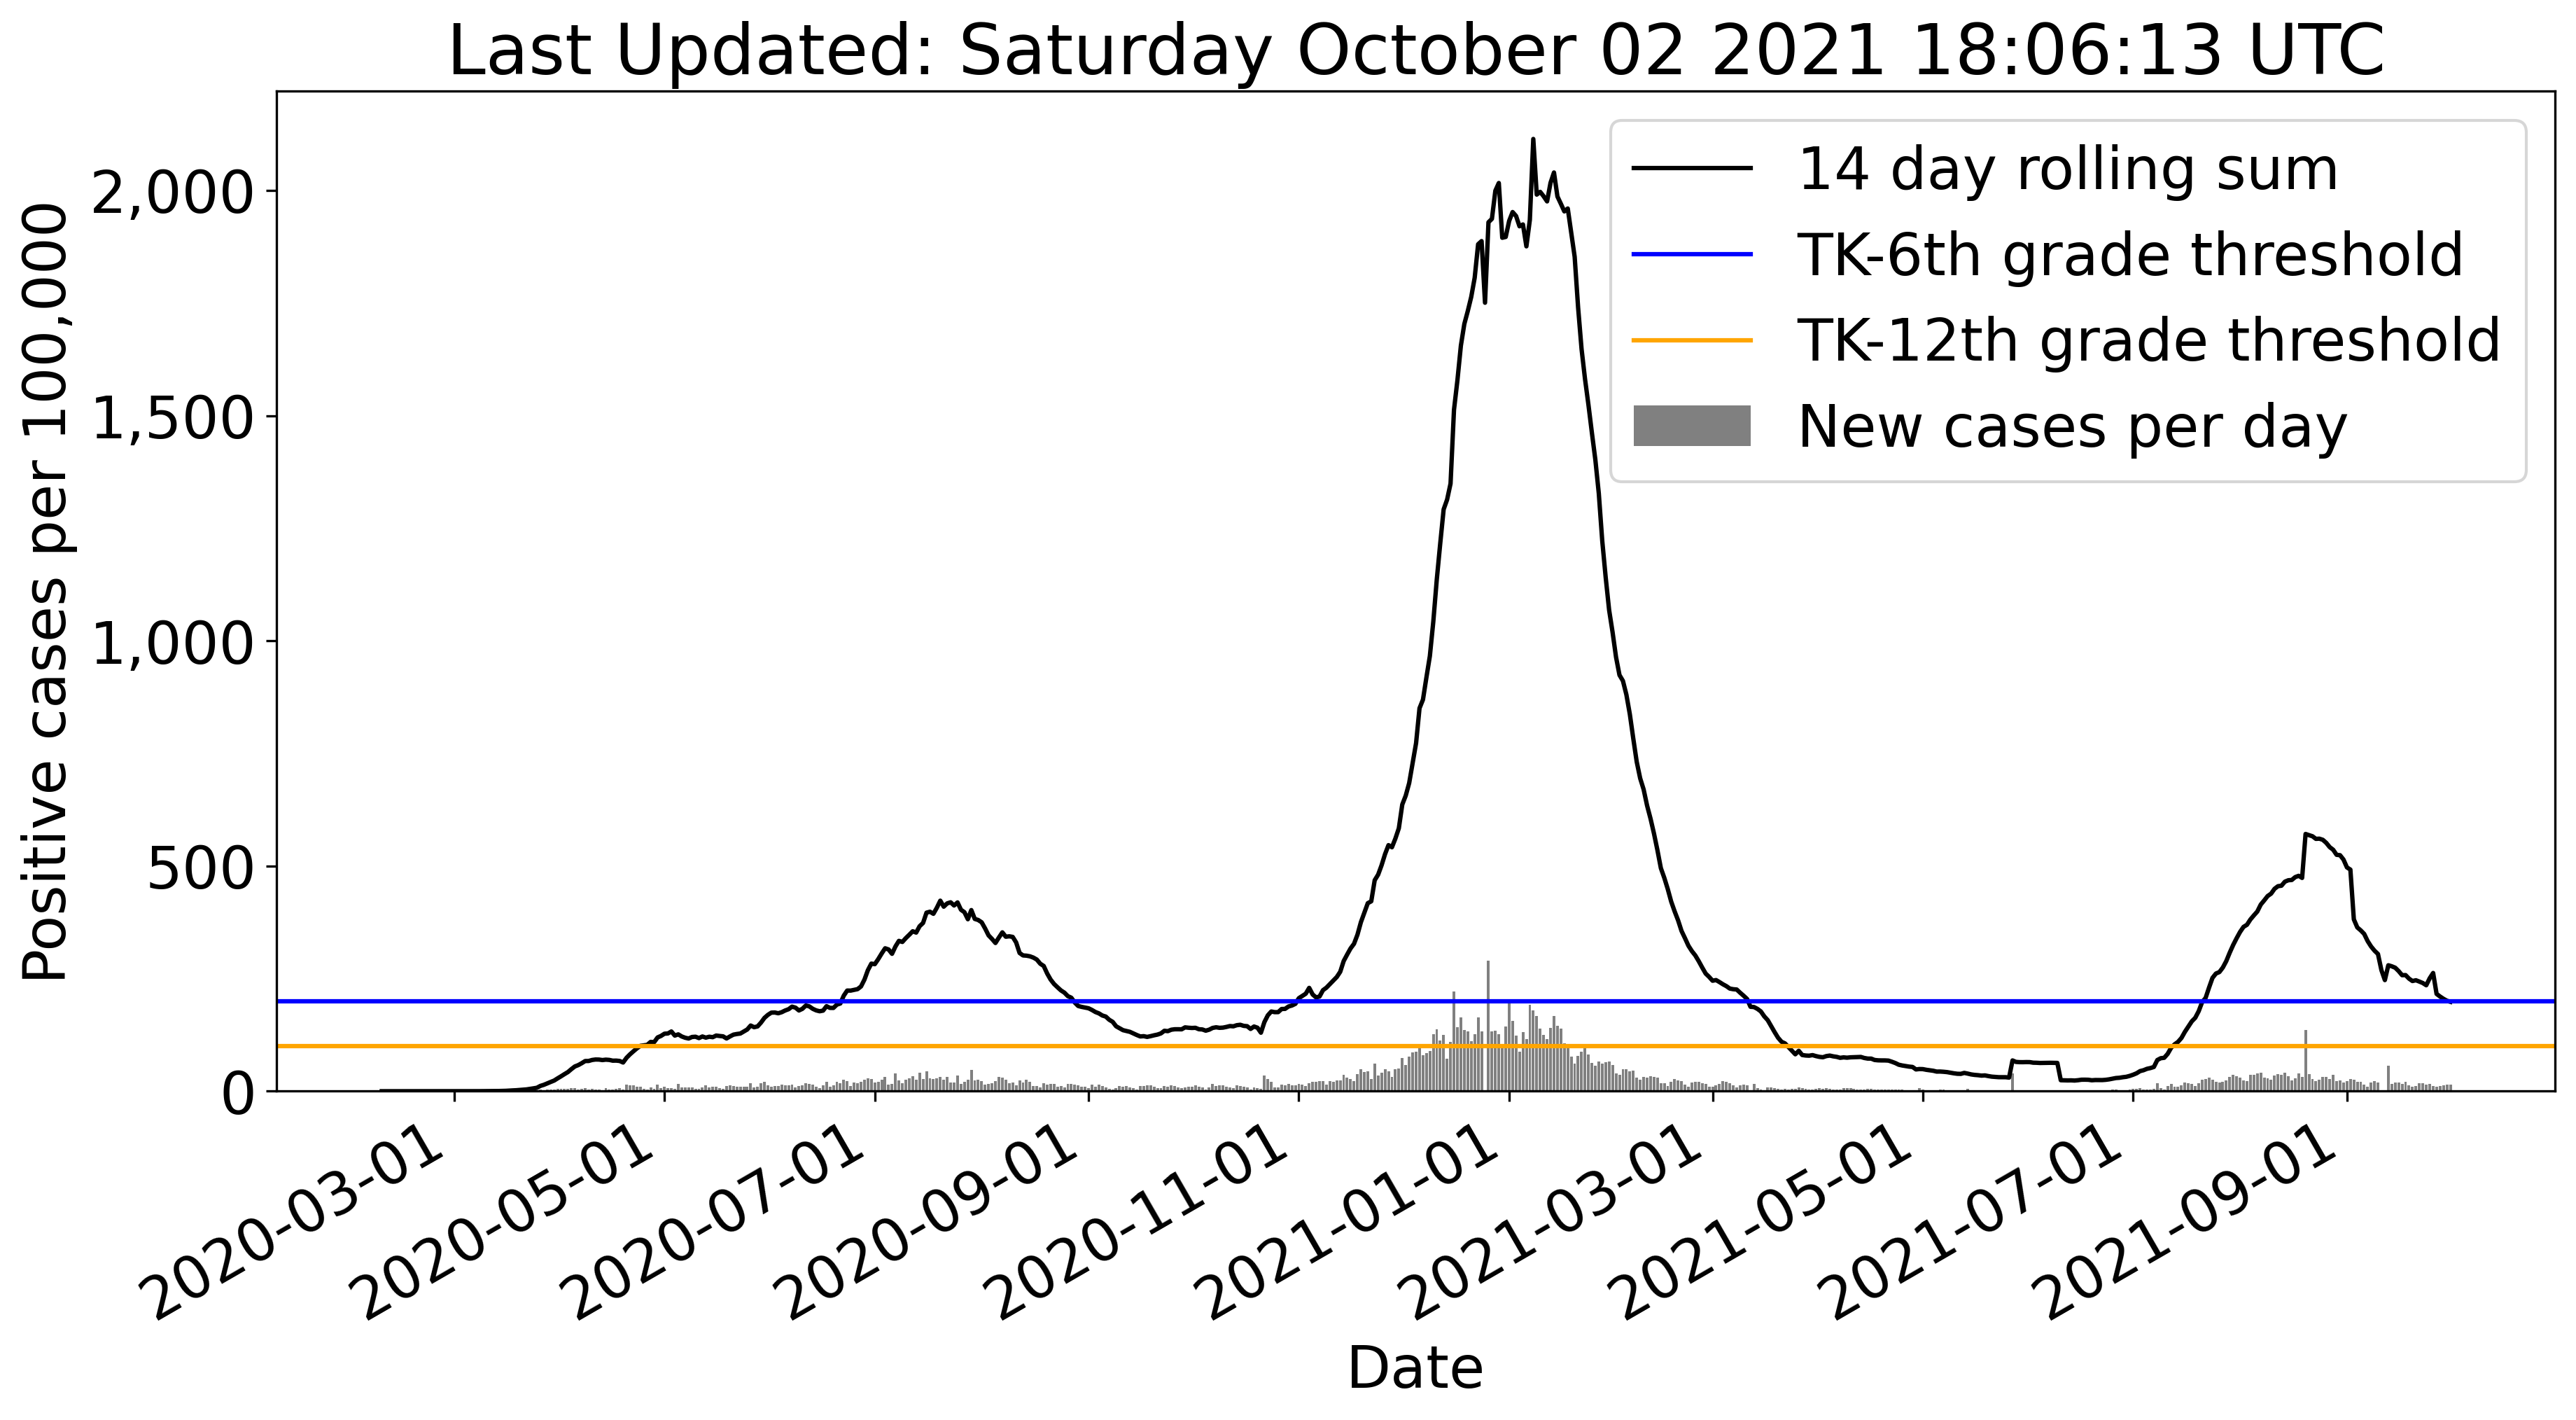 Last Updated: Saturday October 02 2021 18:06:13 UTC
Positive cases per 100,000
2,000
1,500
1,000
500
0
14 day rolling sum
TK-6th grade threshold
TK-12th grade threshold
New cases per day
2020-03-01
2020-05-01
2020-07-01
2020-09-01
2020-11-01
2021-01-01
2021-03-01
2021-05-01
2021-07-01
2021-09-01
Date